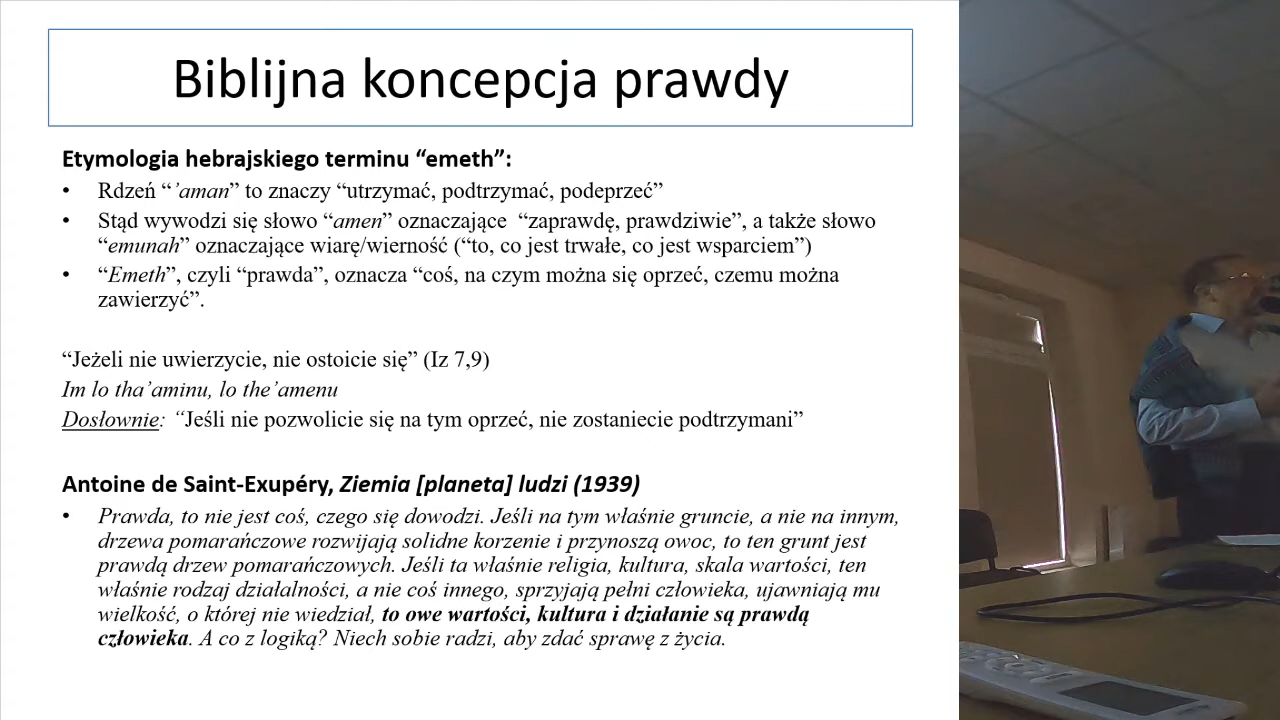 Biblijna koncepcja prawdy
Etymologia hebrajskiego terminu “emeth”:
• Rdzeń “’aman” to znaczy “utrzymać, podtrzymać, podeprzeć”
• Stąd wywodzi się słowo “amen” oznaczające “zaprawdę, prawdziwie”, a także słowo
“emunah” oznaczające wiarę/wierność (“to, co jest trwałe, co jest wsparciem”)
• “Emeth”, czyli “prawda”, oznacza “coś, na czym można się oprzeć, czemu można
zawierzyć”.
“Jeżeli nie uwierzycie, nie ostoicie się” (Iz 7,9)
Im lo tha’aminu, lo the’amenu
Dosłownie: “Jeśli nie pozwolicie się na tym oprzeć, nie zostaniecie podtrzymani”
Antoine de Saint-Exupéry, Ziemia [planeta] ludzi (1939)
• Prawda, to nie jest coś, czego się dowodzi. Jeśli na tym właśnie gruncie, a nie na innym,
drzewa pomarańczowe rozwijają solidne korzenie i przynoszą owoc, to ten grunt jest
prawdą drzew pomarańczowych. Jeśli ta właśnie religia, kultura, skala wartości, ten
właśnie rodzaj działalności, a nie coś innego, sprzyjają pełni człowieka, ujawniają mu
wielkość, o której nie wiedział, to owe wartości, kultura i działanie są prawdą
człowieka. A co z logiką? Niech sobie radzi, aby zdać sprawę z życia.